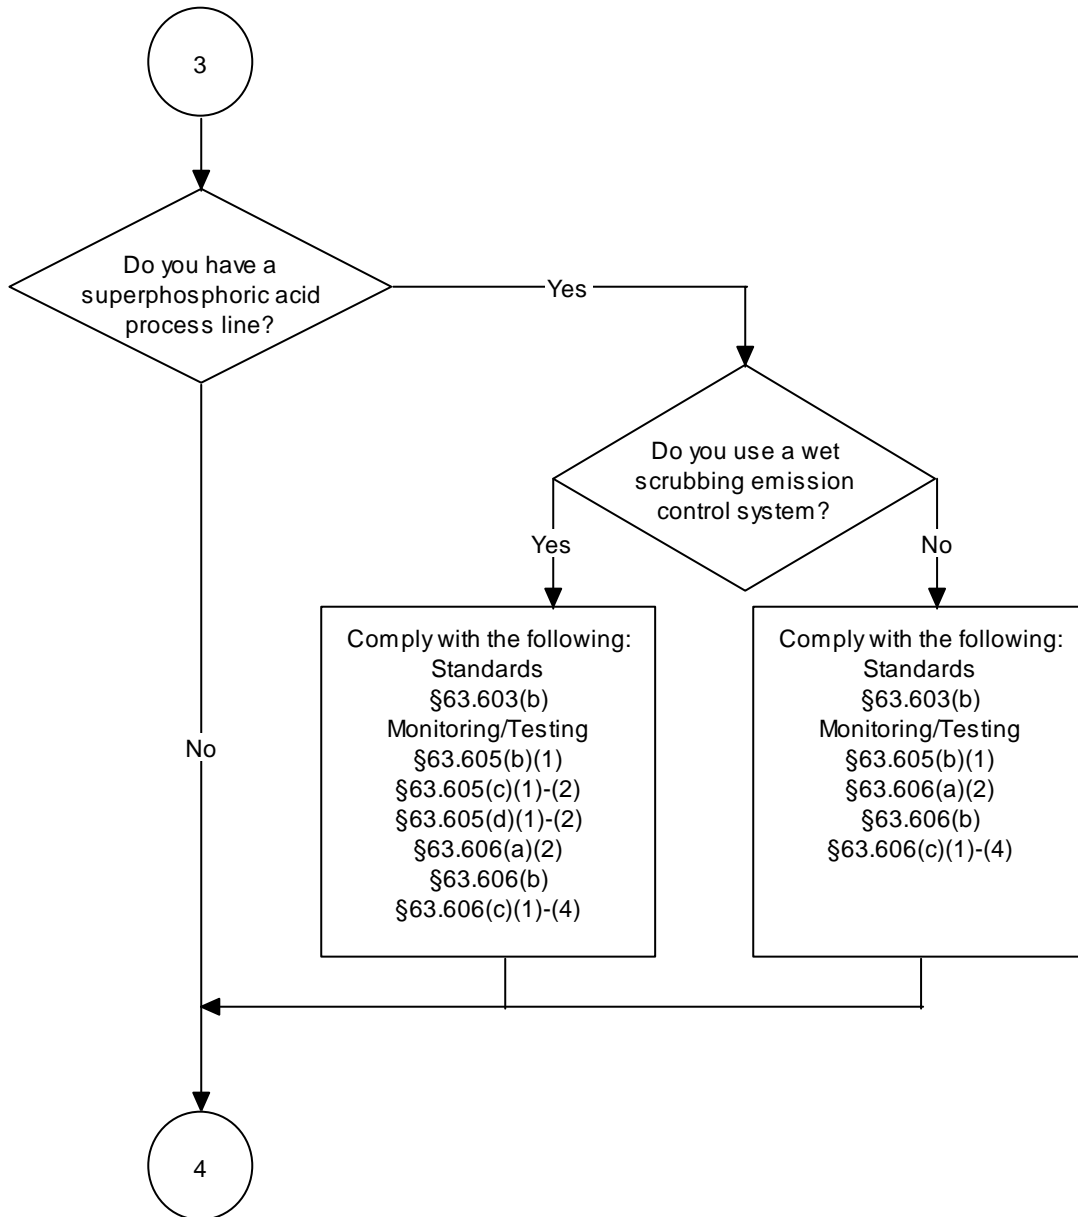 3
Do you have a
superphosphoric acid
process line?
Yes
Do you use a wet
scrubbing emission
control system?
Yes
No
Comply with the following:
Standards
§63.603(b)
Monitoring/Testing
§63.605(b)(1)
§63.605(c)(1)-(2)
§63.605(d)(1)-(2)
§63.606(a)(2)
§63.606(b)
§63.606(c)(1)-(4)
Comply with the following:
Standards
§63.603(b)
Monitoring/Testing
§63.605(b)(1)
§63.606(a)(2)
§63.606(b)
§63.606(c)(1)-(4)
No
4